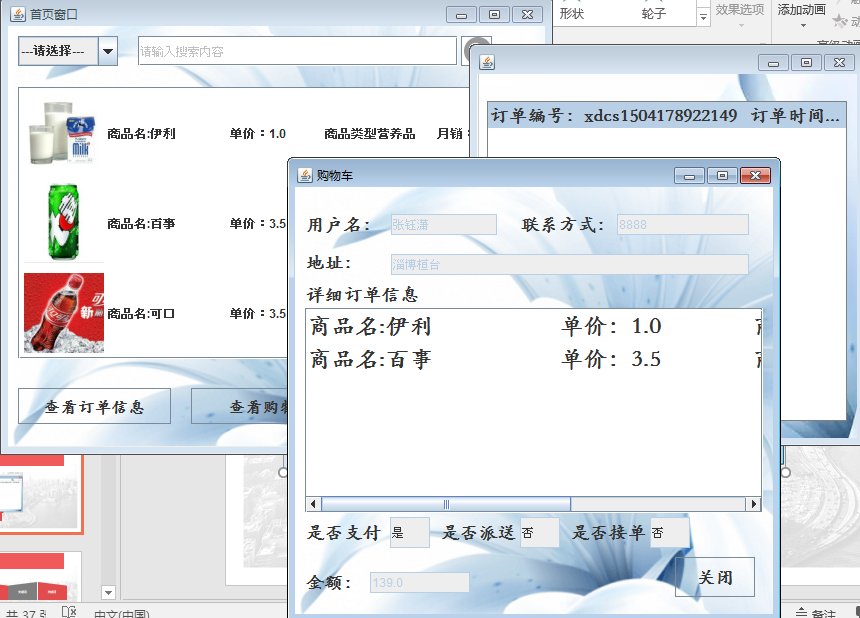 首页窗口
---请选择---
请输入搜索内容
商品名:伊利 单价：1.0 商品类型营养品 月销：
商品名:百事 单价：3.5
商品名:可口 单价：3.5
查看订单信息
查看购物
形状
轮子
效果选项
添加动画
订单编号: xdcs1504178922149 订单时间...
购物车
用户名: 张钰潇 联系方式: 8888
地址: 淄博桓台
详细订单信息
商品名:伊利 单价: 1.0
商品名:百事 单价: 3.5
是否支付 是 是否派送 否 是否接单 否
金额: 139.0
关闭
中文(中国)
备注